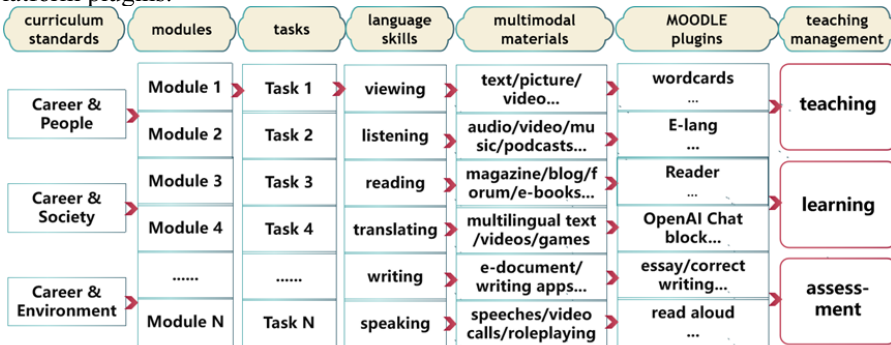 latform plugins.
curriculum standards
modules
tasks
language skills
multimodal materials
MOODLE plugins
teaching management
Career & People
Career & Society
Career & Environment
Module 1
Module 2
Module 3
Module 4
......
Module N
Task 1
Task 2
Task 3
Task 4
......
Task N
viewing
listening
reading
translating
writing
speaking
text/picture/
video...
audio/video/mu
sic/podcasts...
magazine/blog/f
orum/e-books...
multilingual text
/videos/games
e-document/
writing apps...
speeches/video
calls/roleplaying
wordcards
...
E-lang
...
Reader
...
OpenAI Chat
block...
essay/correct
writing...
read aloud
...
teaching
learning
assess-
ment